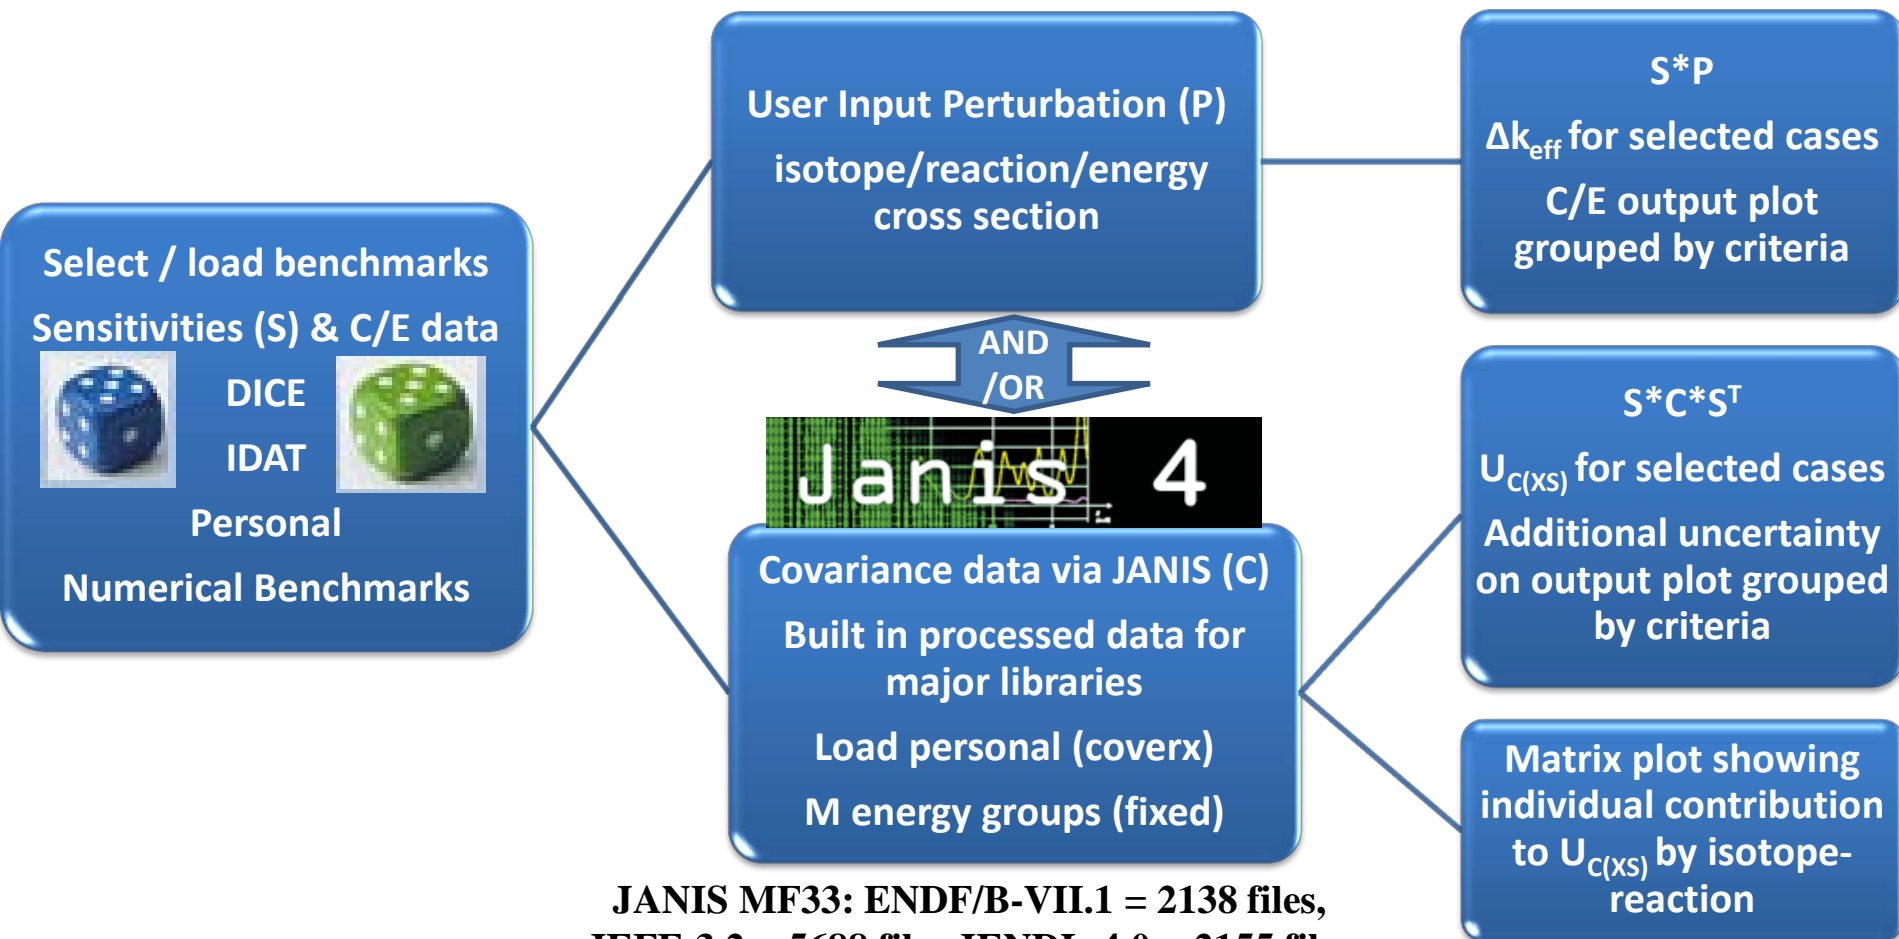 Select / load benchmarks
Sensitivities (S) & C/E data
DICE
IDAT
Personal
Numerical Benchmarks
User Input Perturbation (P)
isotope/reaction/energy
cross section
AND
/OR
Janis 4
Covariance data via JANIS (C)
Built in processed data for
major libraries
Load personal (coverx)
M energy groups (fixed)
S*P
Δkeff for selected cases
C/E output plot
grouped by criteria
S*C*ST
UC(XS) for selected cases
Additional uncertainty
on output plot grouped
by criteria
Matrix plot showing
individual contribution
to UC(XS) by isotope-
reaction
JANIS MF33: ENDF/B-VII.1 = 2138 files,